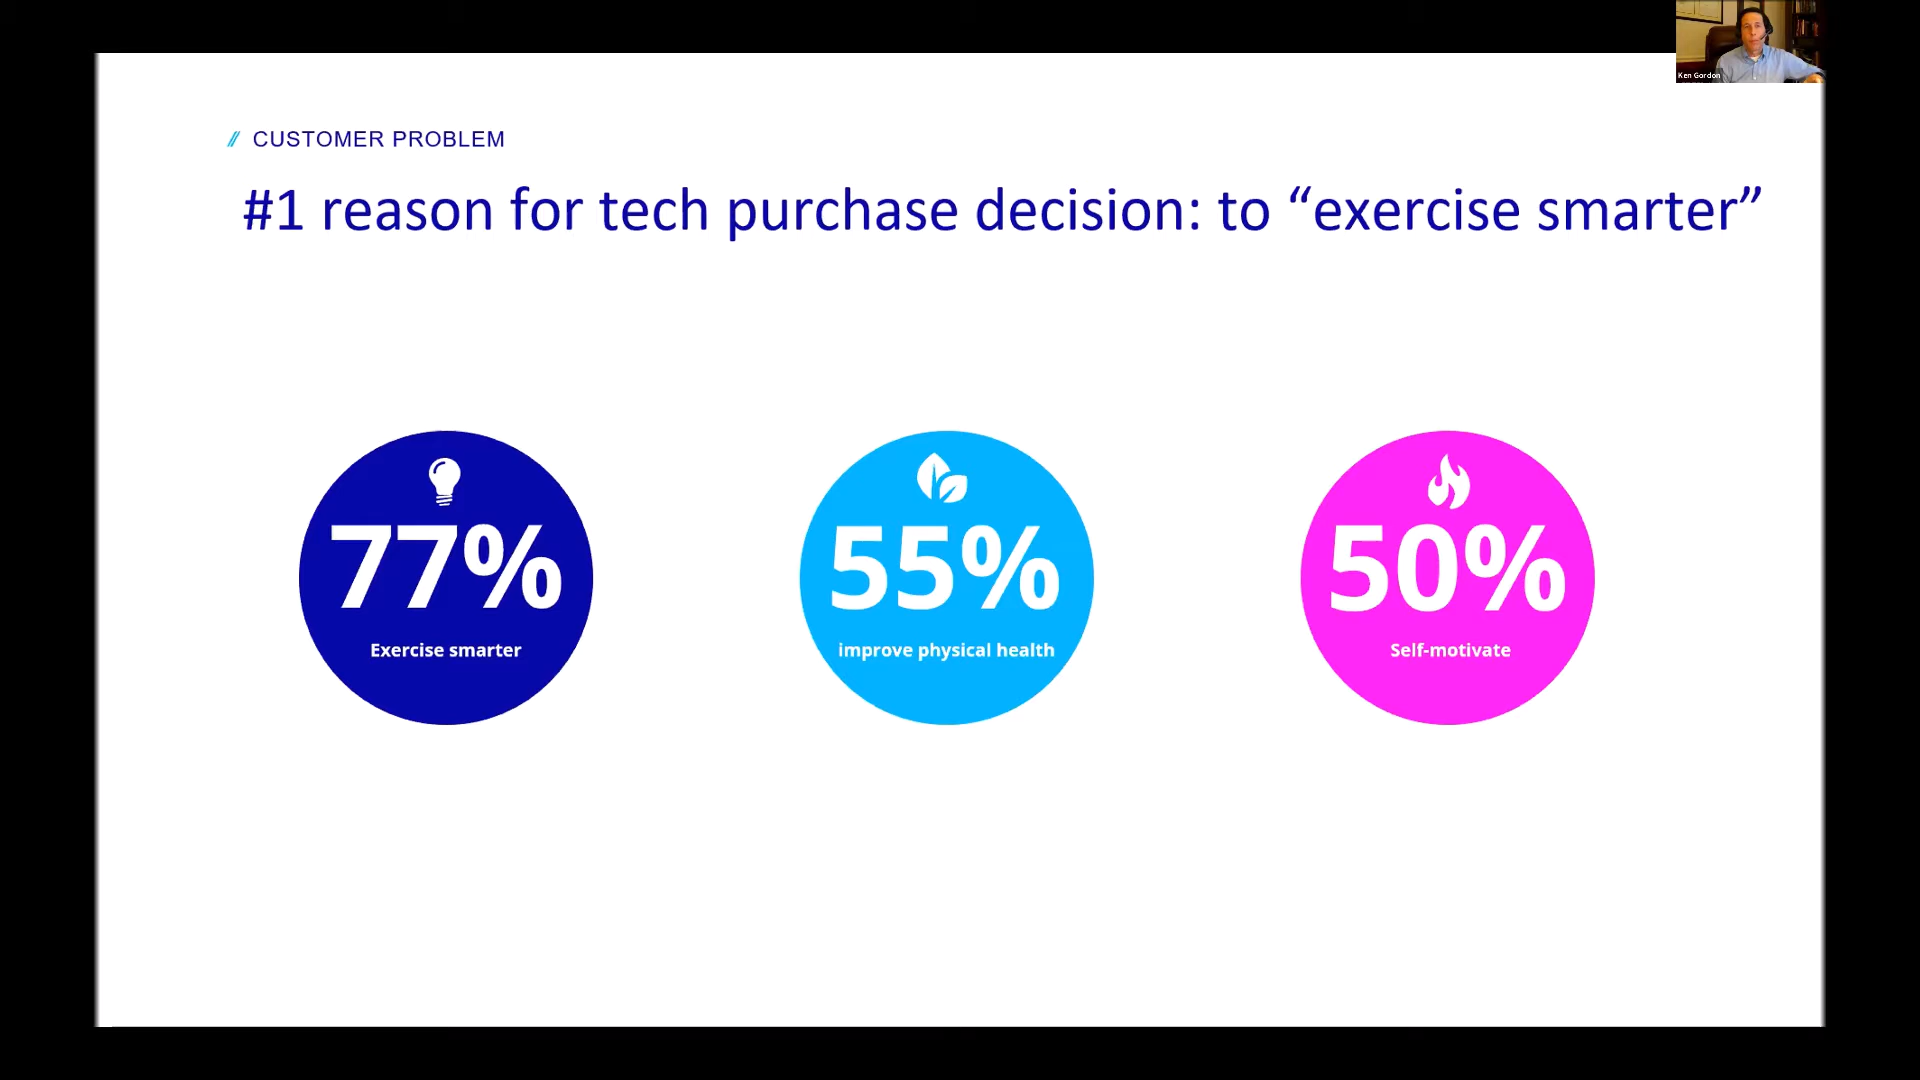 Ken Gordon
// CUSTOMER PROBLEM
#1 reason for tech purchase decision: to “exercise smarter”
77%
Exercise smarter
55%
improve physical health
50%
Self-motivate